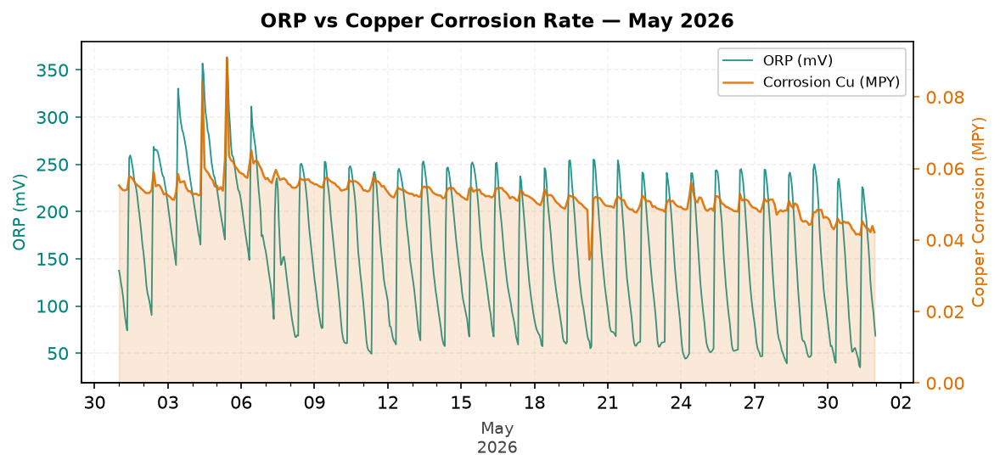 ORP vs Copper Corrosion Rate — May 2026
ORP (mV)
Corrosion Cu (MPY)
350
300
250
200
150
100
50
ORP (mV)
0.08
0.06
0.04
0.02
0.00
Copper Corrosion (MPY)
30 03 06 09 12 15 18 21 24 27 30 02
May
2026